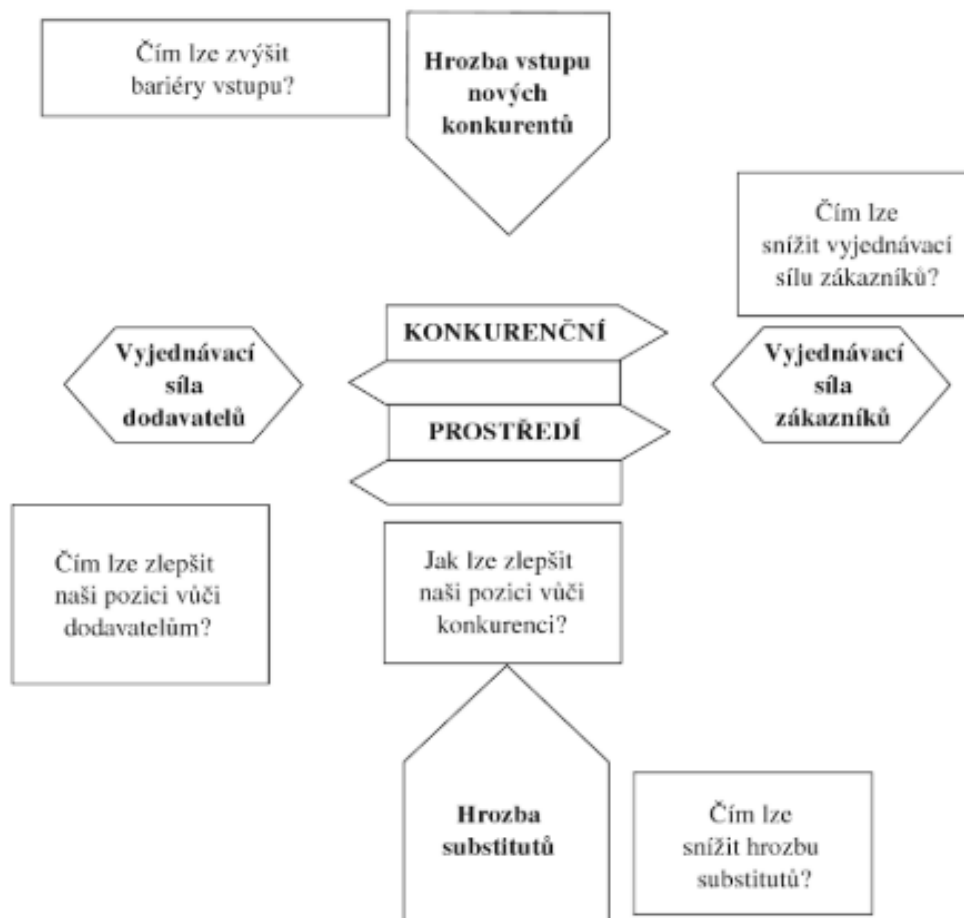 Čím lze zvýšit
bariéry vstupu?
Hrozba vstupu
nových
konkurentů
Čím lze
snížit vyjednávací
sílu zákazníků?
Vyjednávací
síla
dodavatelů
KONKURENČNÍ
PROSTŘEDÍ
Vyjednávací
síla
zákazníků
Čím lze zlepšit
naši pozici vůči
dodavatelům?
Jak lze zlepšit
naši pozici vůči
konkurenci?
Hrozba
substitutů
Čím lze
snížit hrozbu
substitutů?